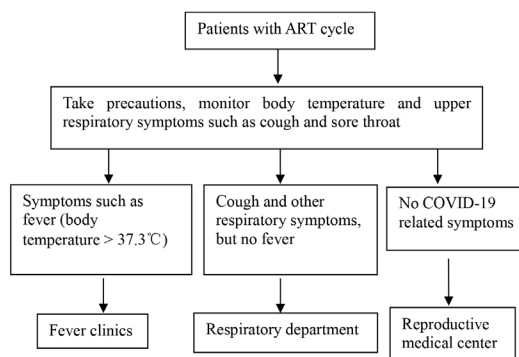 Patients with ART cycle
Take precautions, monitor body temperature and upper
respiratory symptoms such as cough and sore throat
Symptoms such as
fever (body
temperature > 37.3℃)
Cough and other
respiratory symptoms,
but no fever
No COVID-19
related symptoms
Fever clinics
Respiratory department
Reproductive
medical center